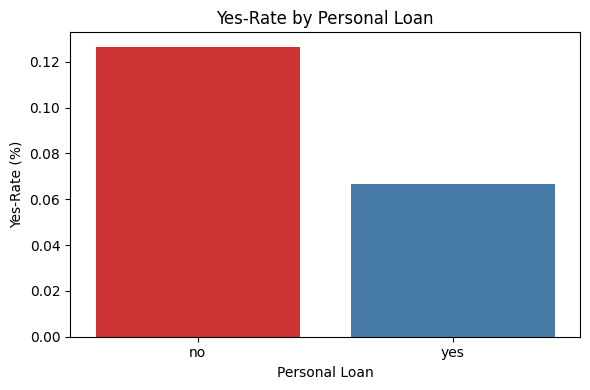 Yes-Rate by Personal Loan
Yes-Rate (%)
0.12
0.10
0.08
0.06
0.04
0.02
0.00
no yes
Personal Loan